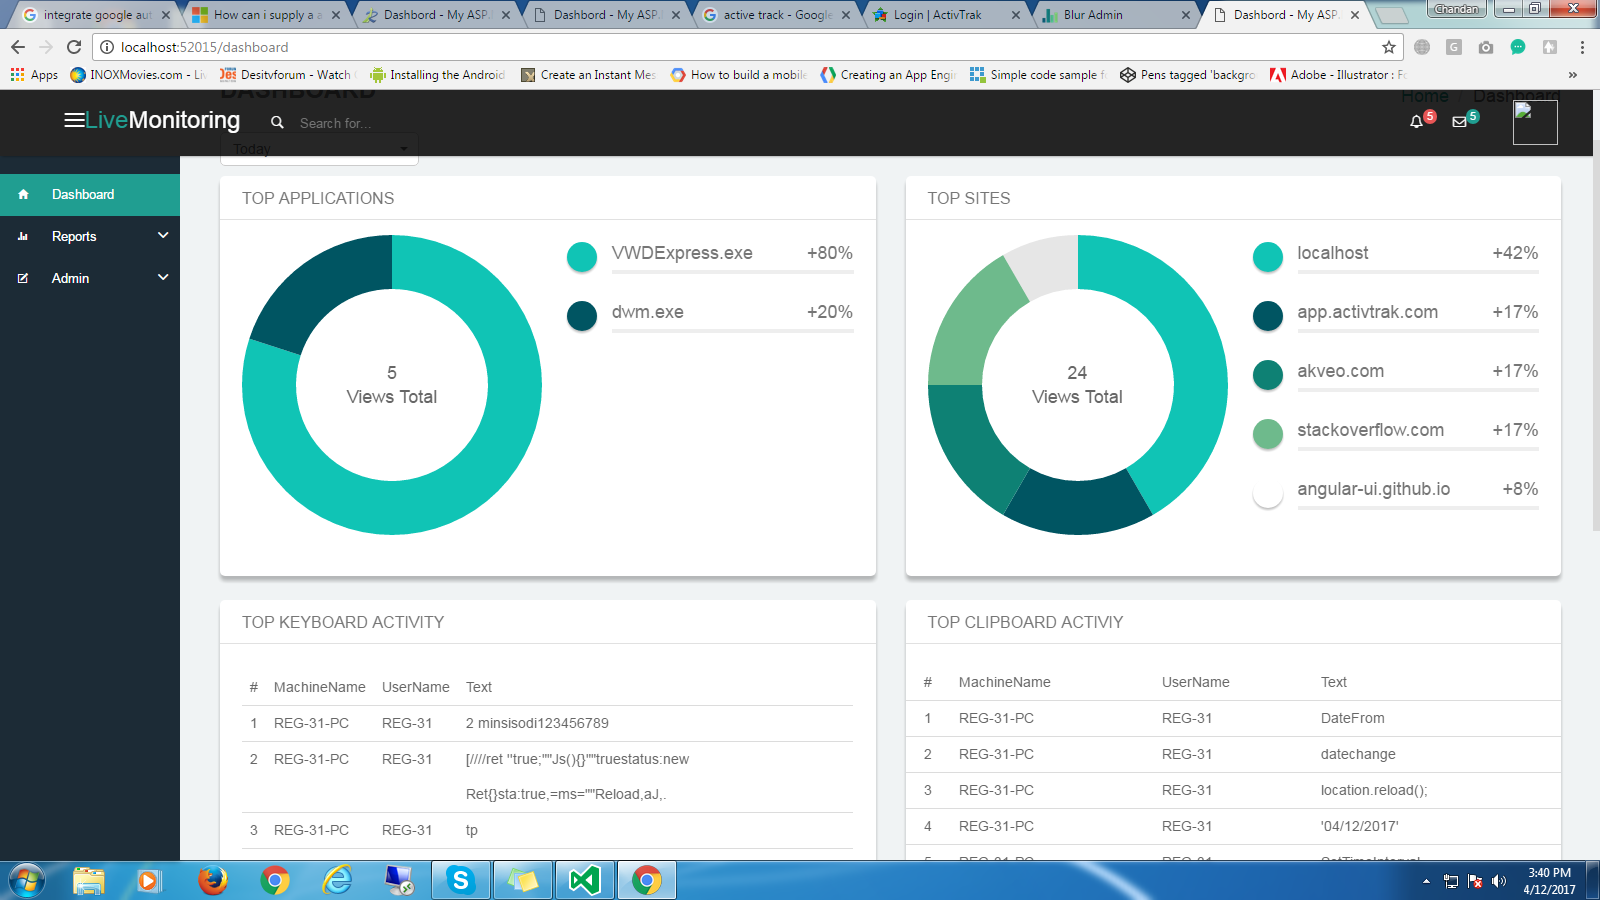 integrate google aut
How can i supply a a
Dashbord - My ASP.
Dashbord - My ASP.
active track - Google
Login | ActivTrak
Blur Admin
Dashbord - My ASP.
Chandan
localhost:52015/dashboard
Apps
INOXMovies.com - Liv
Desitvforum - Watch
Installing the Android
Create an Instant Mes
How to build a mobile
Creating an App Engi
Simple code sample f
Pens tagged 'backgro
Adobe - Illustrator : Fo
»
DASHBOARD
Home / Dashboard
LiveMonitoring
Search for...
5
5
Today
Dashboard
Reports
Admin
TOP APPLICATIONS
5
Views Total
VWDExpress.exe +80%
dwm.exe +20%
TOP SITES
24
Views Total
localhost +42%
app.activtrak.com +17%
akveo.com +17%
stackoverflow.com +17%
angular-ui.github.io +8%
TOP KEYBOARD ACTIVITY
# MachineName UserName Text
1 REG-31-PC REG-31 2 minsisodi123456789
2 REG-31-PC REG-31 [////ret "true;""Js(){}""truestatus:new
Ret{}sta:true,=ms=""Reload,aJ,.
3 REG-31-PC REG-31 tp
TOP CLIPBOARD ACTIVIY
# MachineName UserName Text
1 REG-31-PC REG-31 DateFrom
2 REG-31-PC REG-31 datechange
3 REG-31-PC REG-31 location.reload();
4 REG-31-PC REG-31 '04/12/2017'
5 REG-31-PC REG-31 SetTimeInterval
3:40 PM
4/12/2017